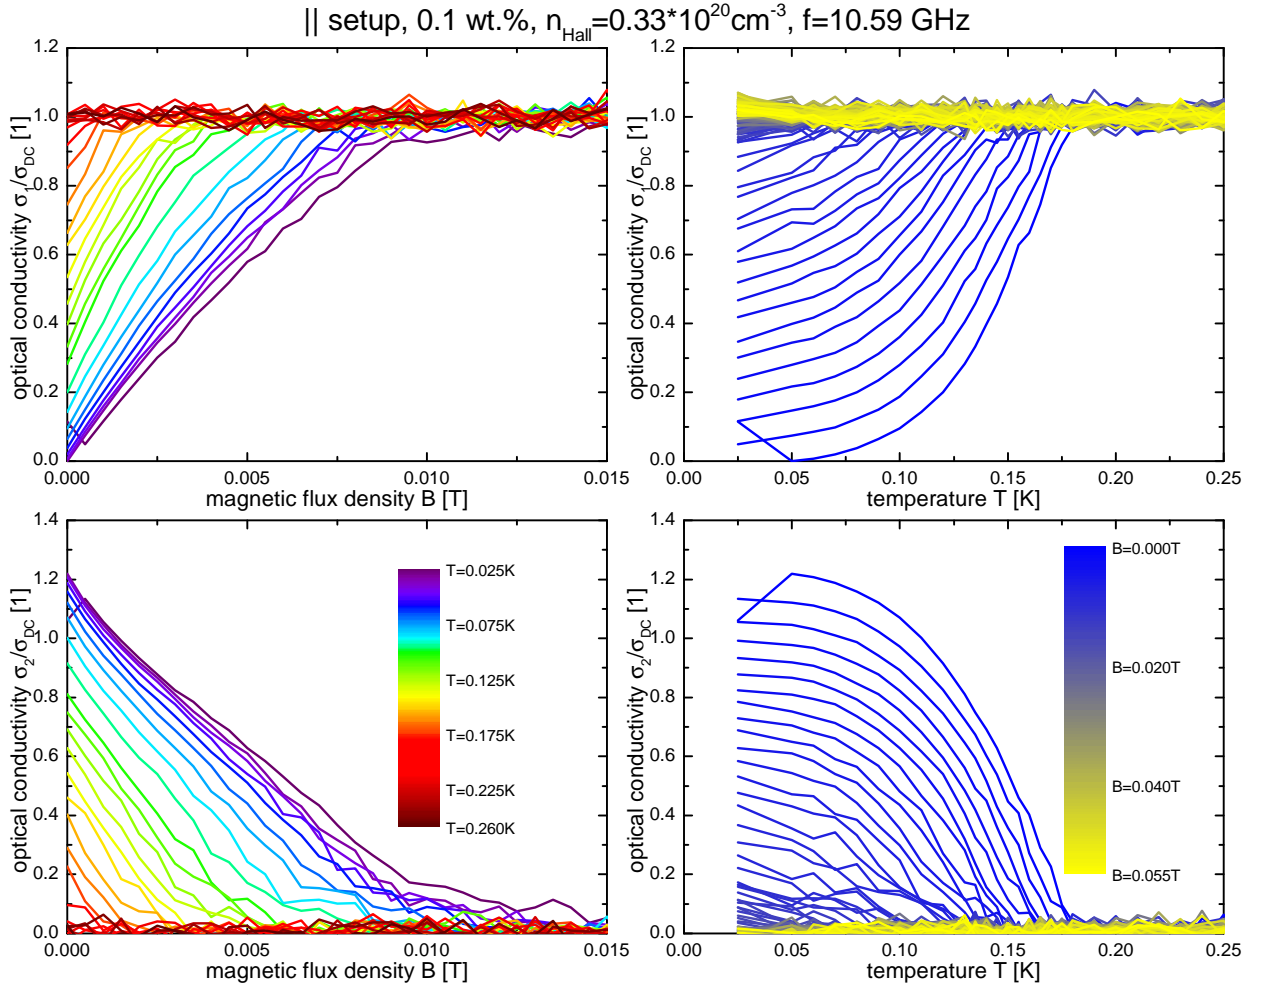 || setup, 0.1 wt.%, nHall=0.33*10²⁰cm⁻³, f=10.59 GHz
optical conductivity σ₁/σDC [1]
1.2
1.0
0.8
0.6
0.4
0.2
0.0
0.000 0.005 0.010 0.015
magnetic flux density B [T]
optical conductivity σ₁/σDC [1]
1.2
1.0
0.8
0.6
0.4
0.2
0.0
0.00 0.05 0.10 0.15 0.20 0.25
temperature T [K]
optical conductivity σ₂/σDC [1]
1.4
1.2
1.0
0.8
0.6
0.4
0.2
0.0
T=0.025K
T=0.075K
T=0.125K
T=0.175K
T=0.225K
T=0.260K
0.000 0.005 0.010 0.015
magnetic flux density B [T]
optical conductivity σ₂/σDC [1]
1.4
1.2
1.0
0.8
0.6
0.4
0.2
0.0
B=0.000T
B=0.020T
B=0.040T
B=0.055T
0.00 0.05 0.10 0.15 0.20 0.25
temperature T [K]